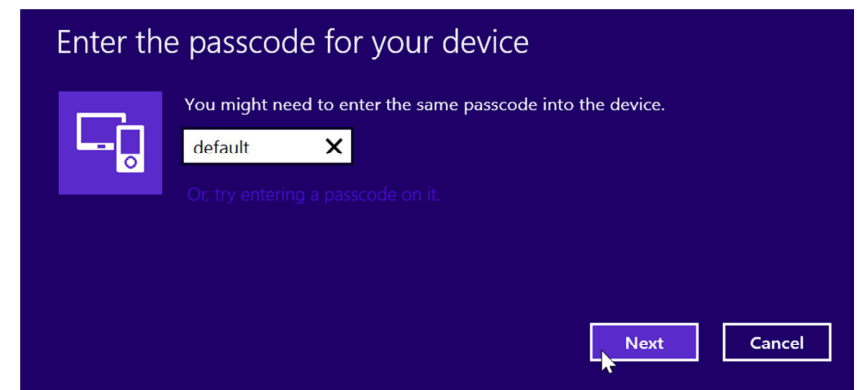 Enter the passcode for your device
You might need to enter the same passcode into the device.
default
Or, try entering a passcode on it.
Next
Cancel